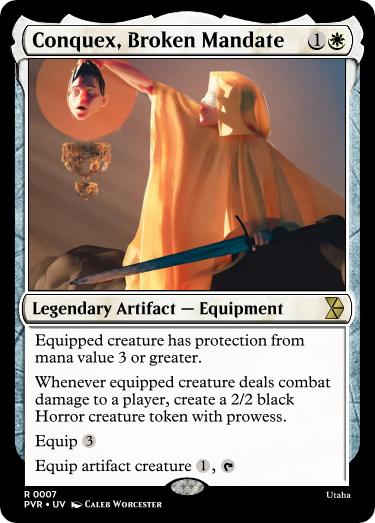 Conquex, Broken Mandate 1
Legendary Artifact — Equipment
Equipped creature has protection from
mana value 3 or greater.
Whenever equipped creature deals combat
damage to a player, create a 2/2 black
Horror creature token with prowess.
Equip 3
Equip artifact creature 1,
R 0007
PVR • UV CALEB WORCESTER
Utaha